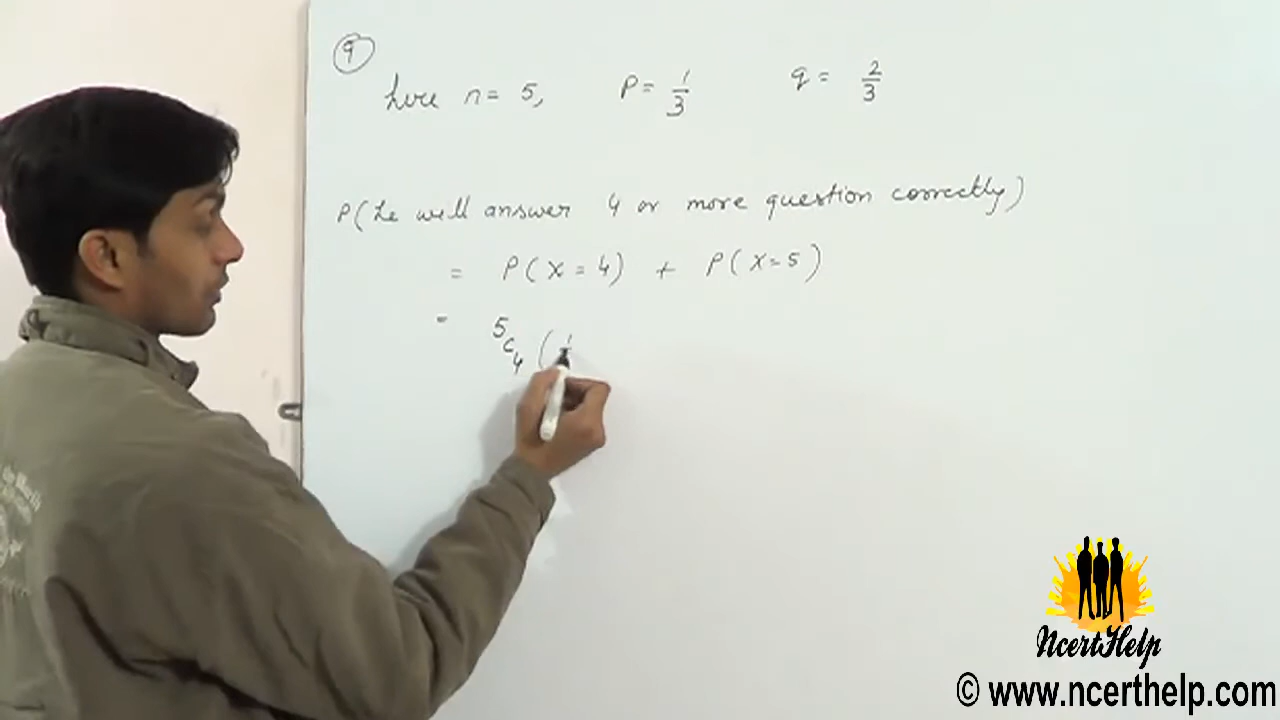 9
here n = 5, P = 1/3 q = 2/3
P(he will answer 4 or more question correctly)
= P(X = 4) + P(X = 5)
= ⁵C₄ (1
NcertHelp
© www.ncerthelp.com